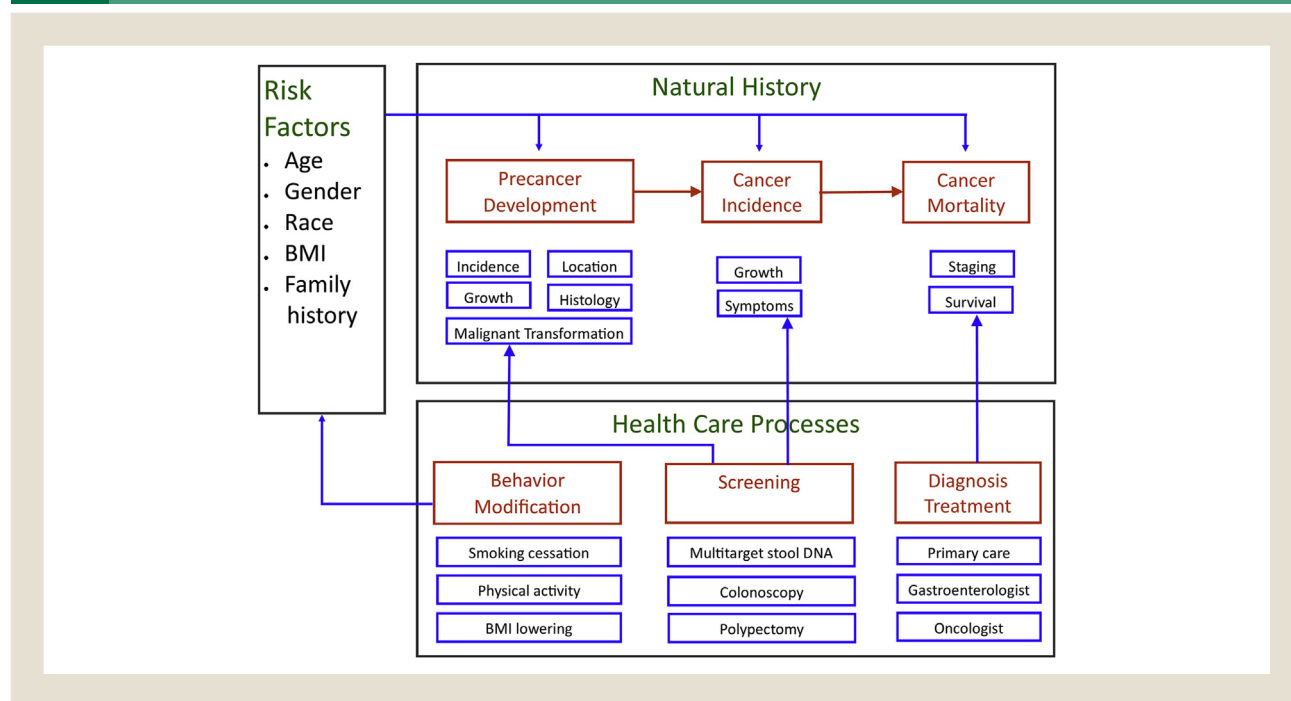 Risk
Factors
• Age
• Gender
• Race
• BMI
• Family
history
Natural History
Precancer
Development
Cancer
Incidence
Cancer
Mortality
Incidence
Location
Growth
Histology
Malignant Transformation
Growth
Symptoms
Staging
Survival
Health Care Processes
Behavior
Modification
Smoking cessation
Physical activity
BMI lowering
Screening
Multitarget stool DNA
Colonoscopy
Polypectomy
Diagnosis
Treatment
Primary care
Gastroenterologist
Oncologist